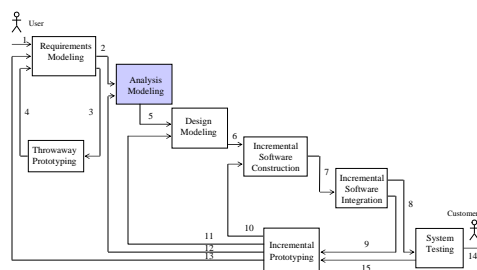 User
1
Requirements
Modeling
2
Analysis
Modeling
4
3
5
Design
Modeling
6
Throwaway
Prototyping
Incremental
Software
Construction
7
Incremental
Software
Integration
8
Customer
10
11
12
13
Incremental
Prototyping
9
System
Testing
14
15